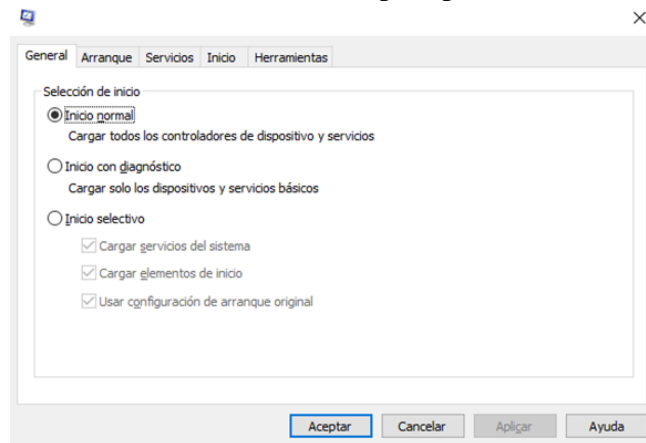 General Arranque Servicios Inicio Herramientas
Selección de inicio
Inicio normal
Cargar todos los controladores de dispositivo y servicios
Inicio con diagnóstico
Cargar solo los dispositivos y servicios básicos
Inicio selectivo
Cargar servicios del sistema
Cargar elementos de inicio
Usar configuración de arranque original
Aceptar Cancelar Aplicar Ayuda